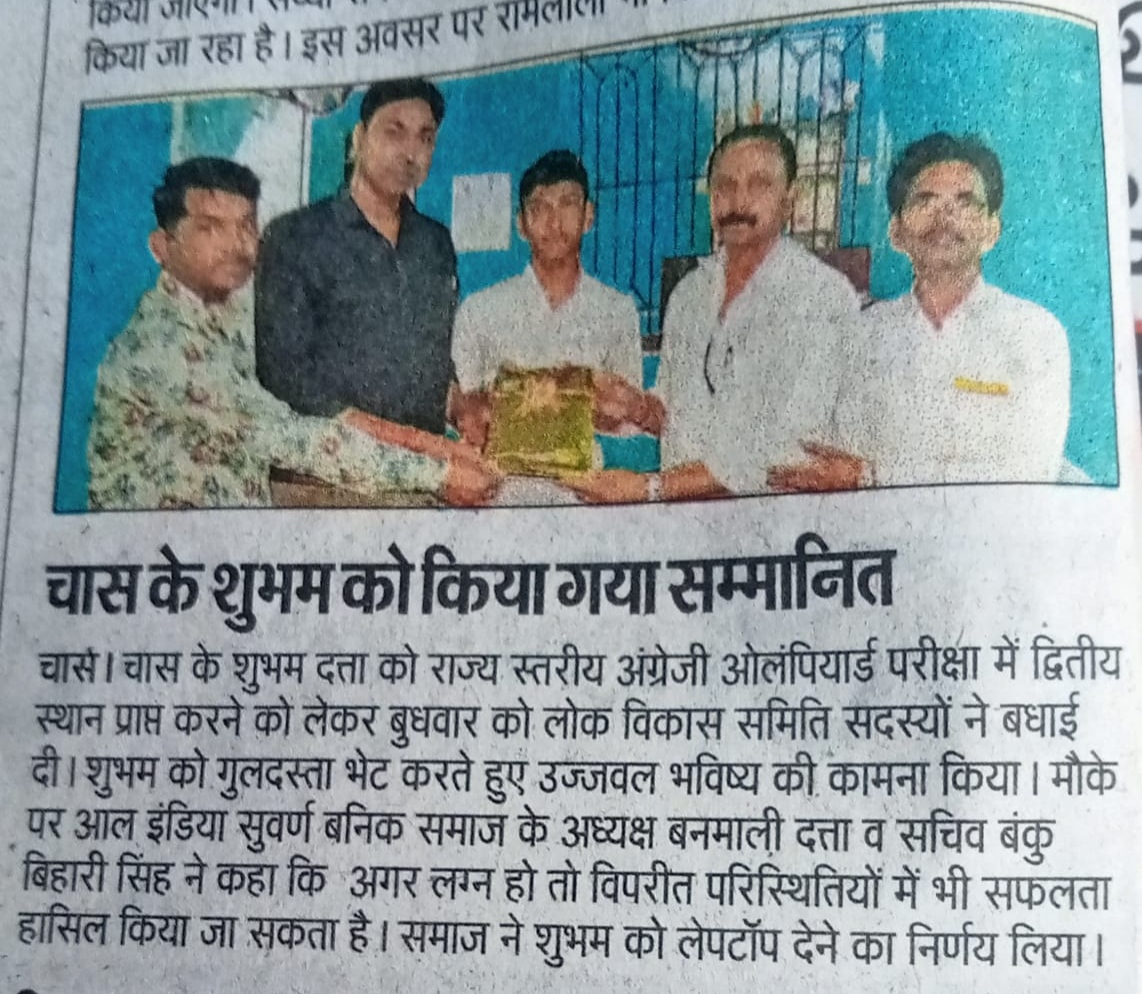 किया जा रहा है। इस अवसर पर रामलीला
चास के शुभम को किया गया सम्मानित
चास। चास के शुभम दत्ता को राज्य स्तरीय अंग्रेजी ओलंपियार्ड परीक्षा में द्वितीय
स्थान प्राप्त करने को लेकर बुधवार को लोक विकास समिति सदस्यों ने बधाई
दी। शुभम को गुलदस्ता भेट करते हुए उज्जवल भविष्य की कामना किया। मौके
पर आल इंडिया सुवर्ण बनिक समाज के अध्यक्ष बनमाली दत्ता व सचिव बंकु
बिहारी सिंह ने कहा कि अगर लग्न हो तो विपरीत परिस्थितियों में भी सफलता
हासिल किया जा सकता है। समाज ने शुभम को लेपटॉप देने का निर्णय लिया।